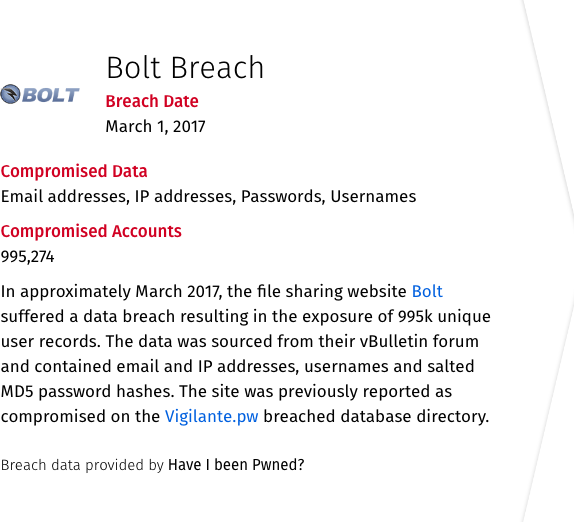 BOLT
Bolt Breach
Breach Date
March 1, 2017
Compromised Data
Email addresses, IP addresses, Passwords, Usernames
Compromised Accounts
995,274
In approximately March 2017, the file sharing website Bolt
suffered a data breach resulting in the exposure of 995k unique
user records. The data was sourced from their vBulletin forum
and contained email and IP addresses, usernames and salted
MD5 password hashes. The site was previously reported as
compromised on the Vigilante.pw breached database directory.
Breach data provided by Have I been Pwned?